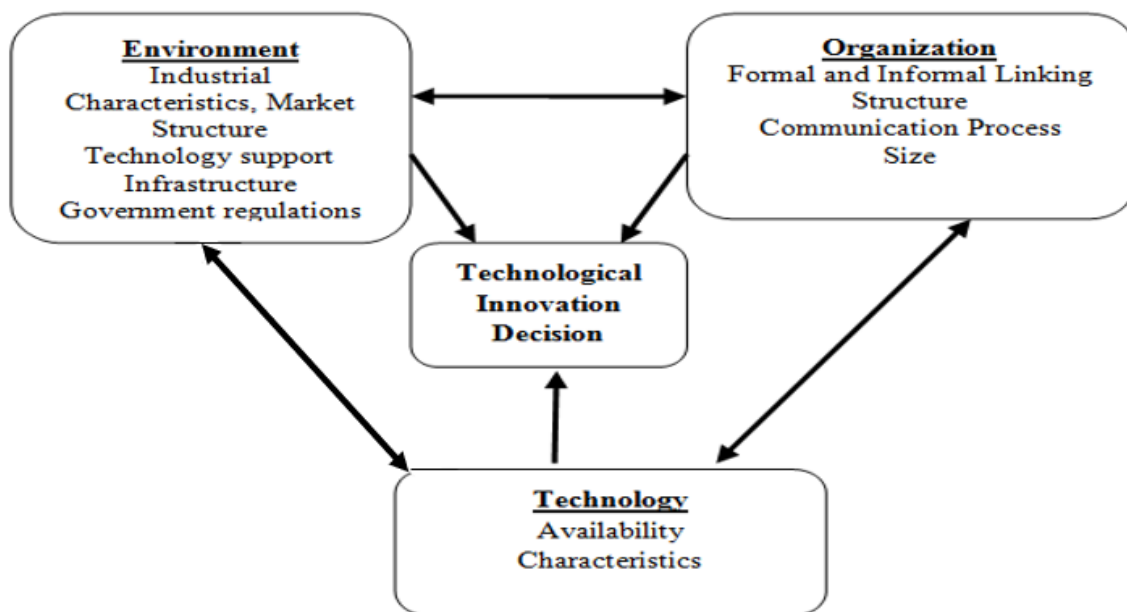 Environment
Industrial
Characteristics, Market
Structure
Technology support
Infrastructure
Government regulations
Organization
Formal and Informal Linking
Structure
Communication Process
Size
Technological
Innovation
Decision
Technology
Availability
Characteristics